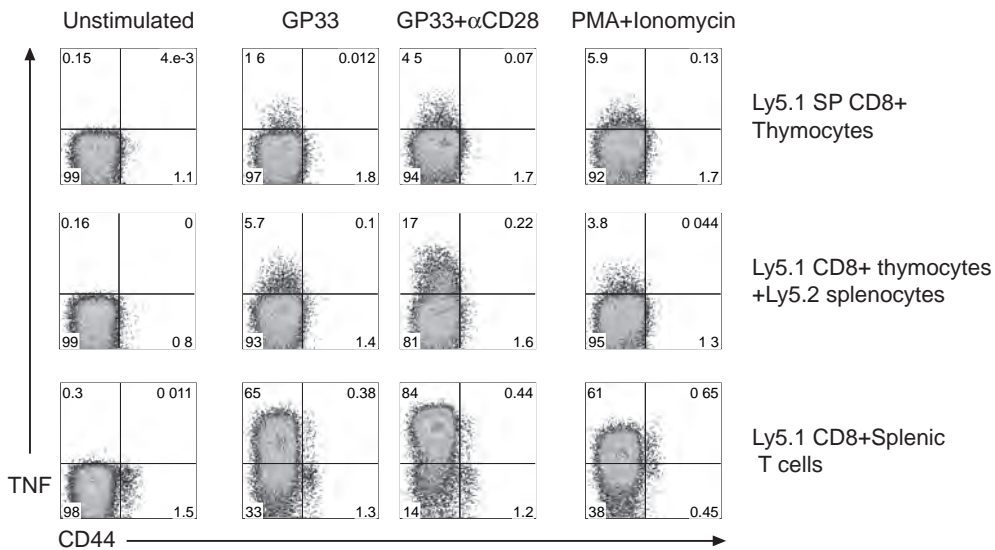 Unstimulated GP33 GP33+αCD28 PMA+Ionomycin
0.15 4.e-3 1 6 0.012 4 5 0.07 5.9 0.13
Ly5.1 SP CD8+
Thymocytes
99 1.1 97 1.8 94 1.7 92 1.7
0.16 0 5.7 0.1 17 0.22 3.8 0 044
Ly5.1 CD8+ thymocytes
+Ly5.2 splenocytes
99 0 8 93 1.4 81 1.6 95 1 3
0.3 0 011 65 0.38 84 0.44 61 0 65
Ly5.1 CD8+Splenic
T cells
TNF
98 1.5 33 1.3 14 1.2 38 0.45
CD44